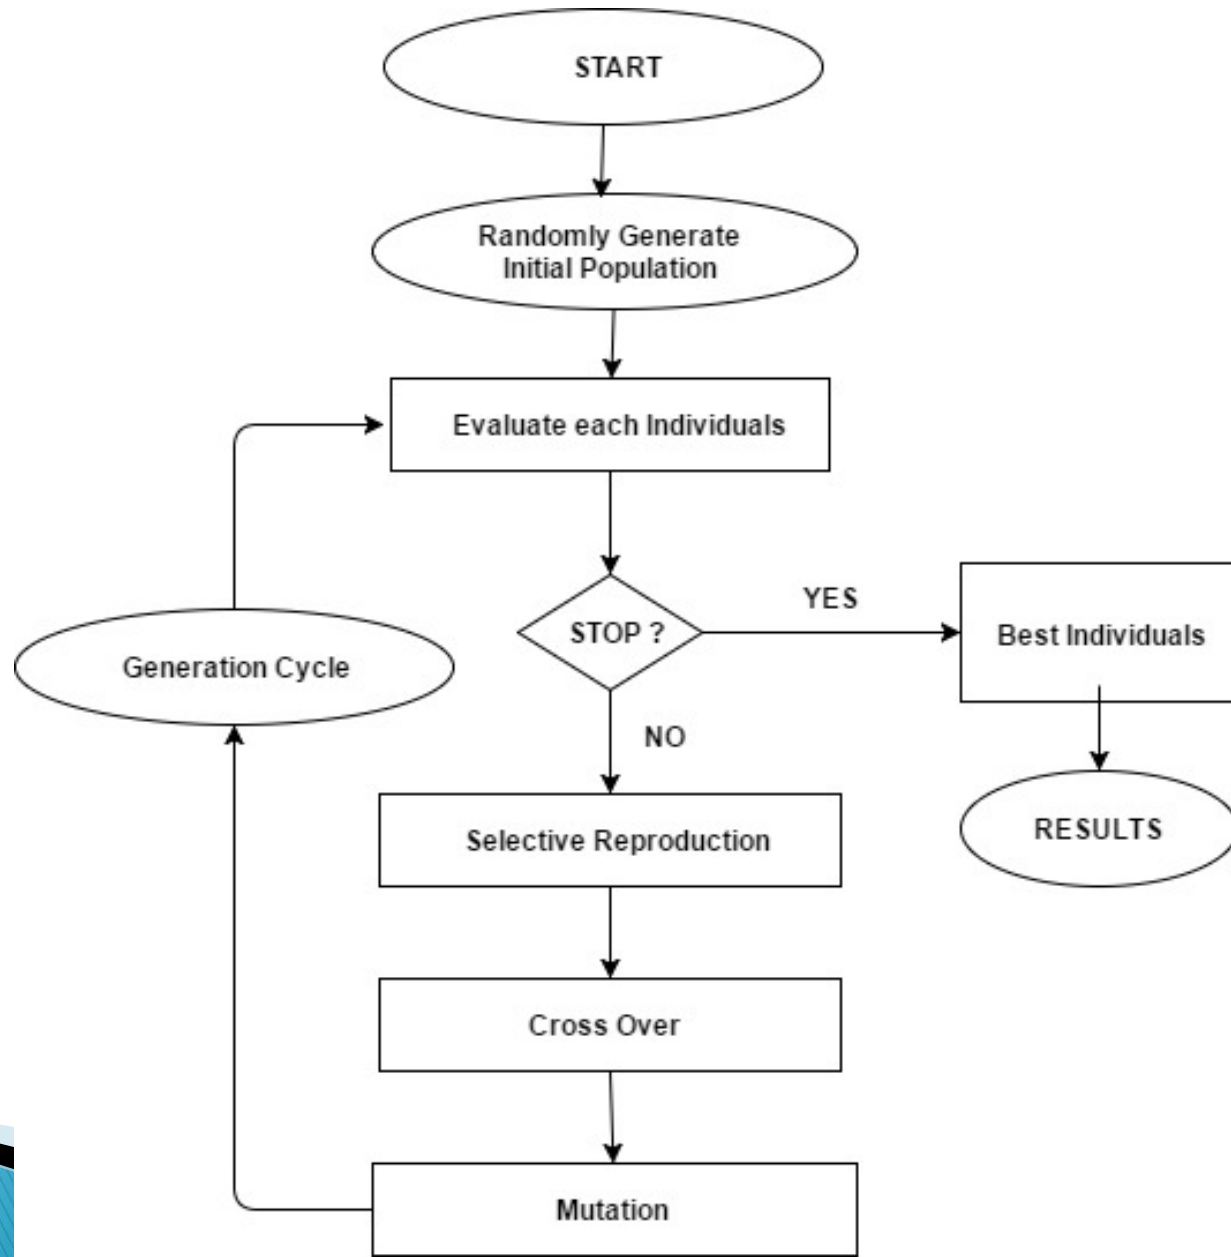 START
Randomly Generate
Initial Population
Evaluate each Individuals
YES
STOP ?
Best Individuals
Generation Cycle
NO
Selective Reproduction
RESULTS
Cross Over
Mutation